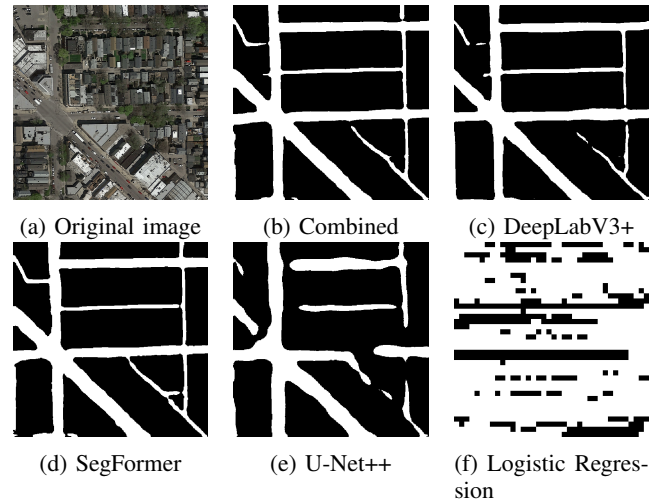 (a) Original image
(b) Combined
(c) DeepLabV3+
(d) SegFormer
(e) U-Net++
(f) Logistic Regres-
sion